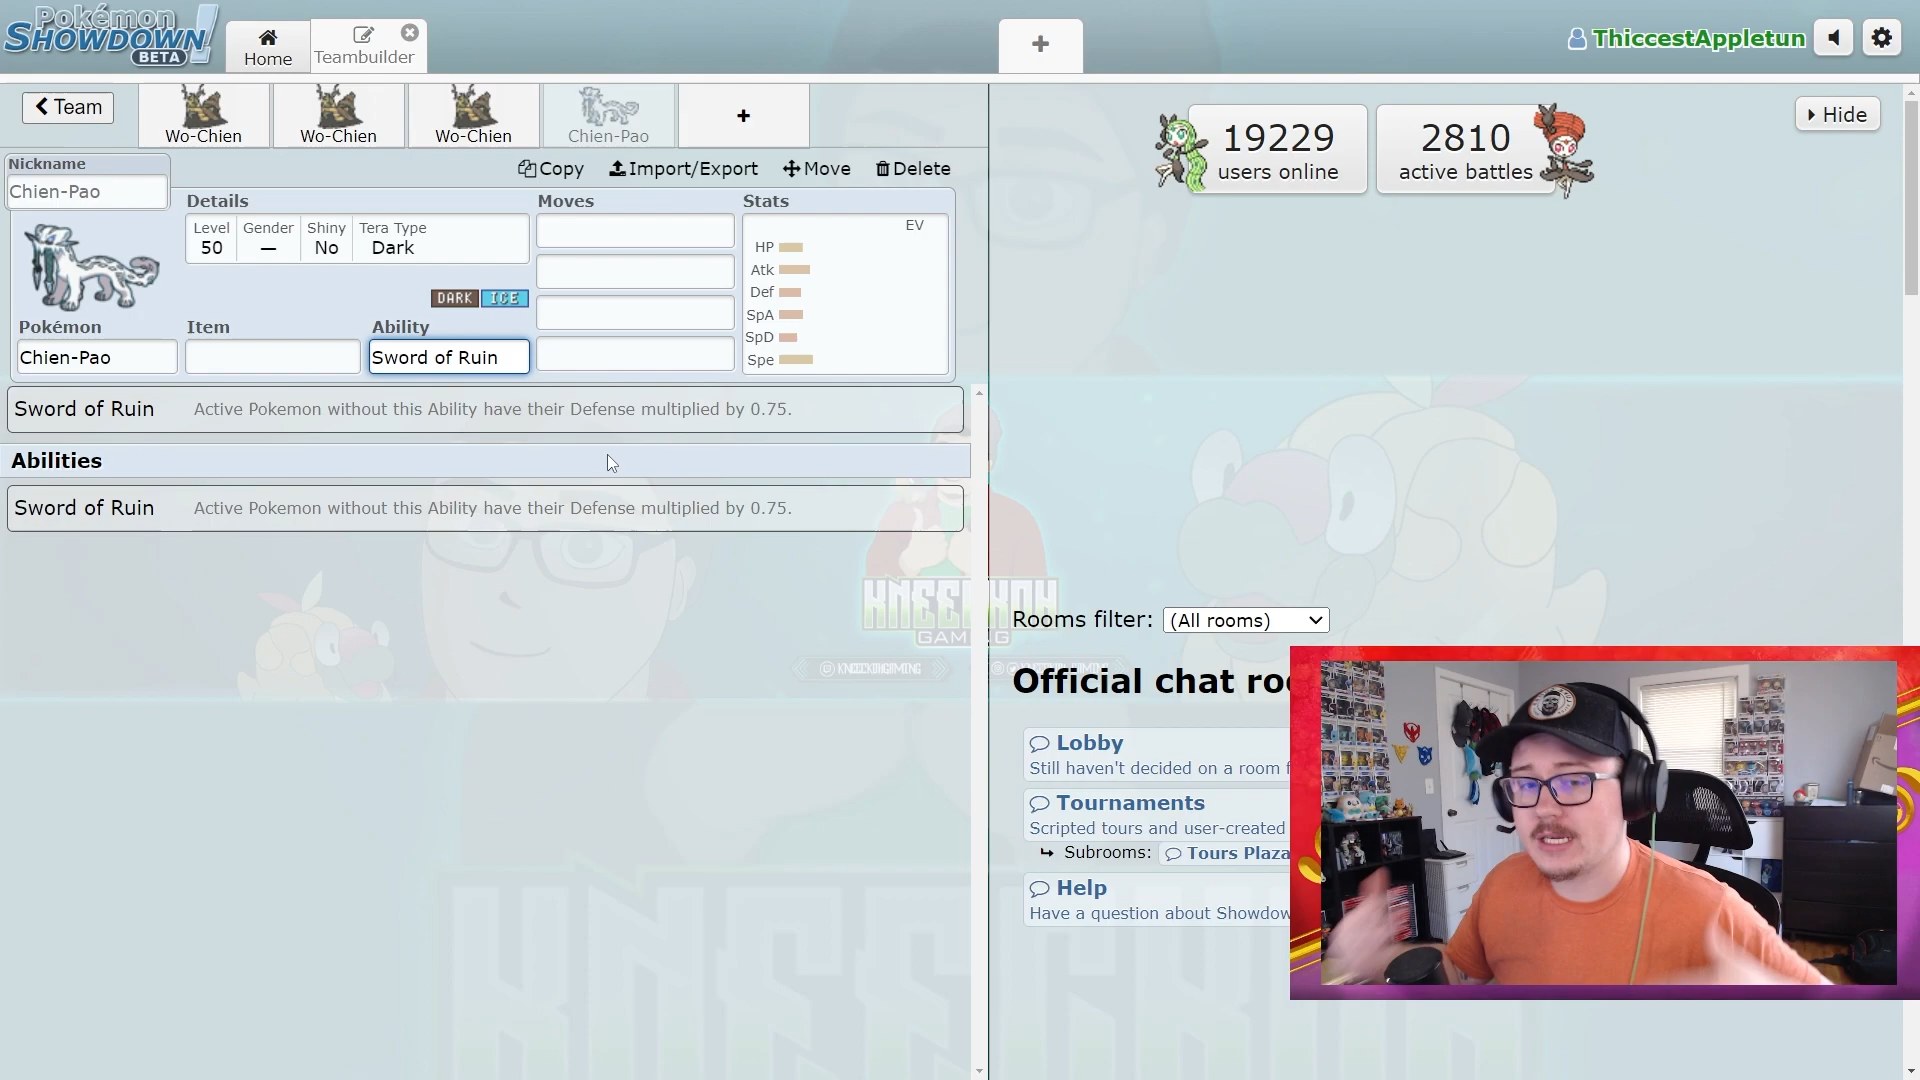 Pokémon
SHOWDOWN!
BETA
Home
Teambuilder
+
ThiccestAppletun
Team
Wo-Chien
Wo-Chien
Wo-Chien
Chien-Pao
+
Nickname
Chien-Pao
Copy
Import/Export
Move
Delete
Details
Level
50
Gender
—
Shiny
No
Tera Type
Dark
DARK
ICE
Pokémon
Chien-Pao
Item
Ability
Sword of Ruin
Moves
Stats
EV
HP
Atk
Def
SpA
SpD
Spe
Sword of Ruin Active Pokemon without this Ability have their Defense multiplied by 0.75.
Abilities
Sword of Ruin Active Pokemon without this Ability have their Defense multiplied by 0.75.
19229
users online
2810
active battles
Hide
KNEECKOH
GAMING
KNEECKOHGAMING
Rooms filter: (All rooms)
Official chat roo
Lobby
Still haven't decided on a room f
Tournaments
Scripted tours and user-created
Subrooms: Tours Plaza
Help
Have a question about Showdow